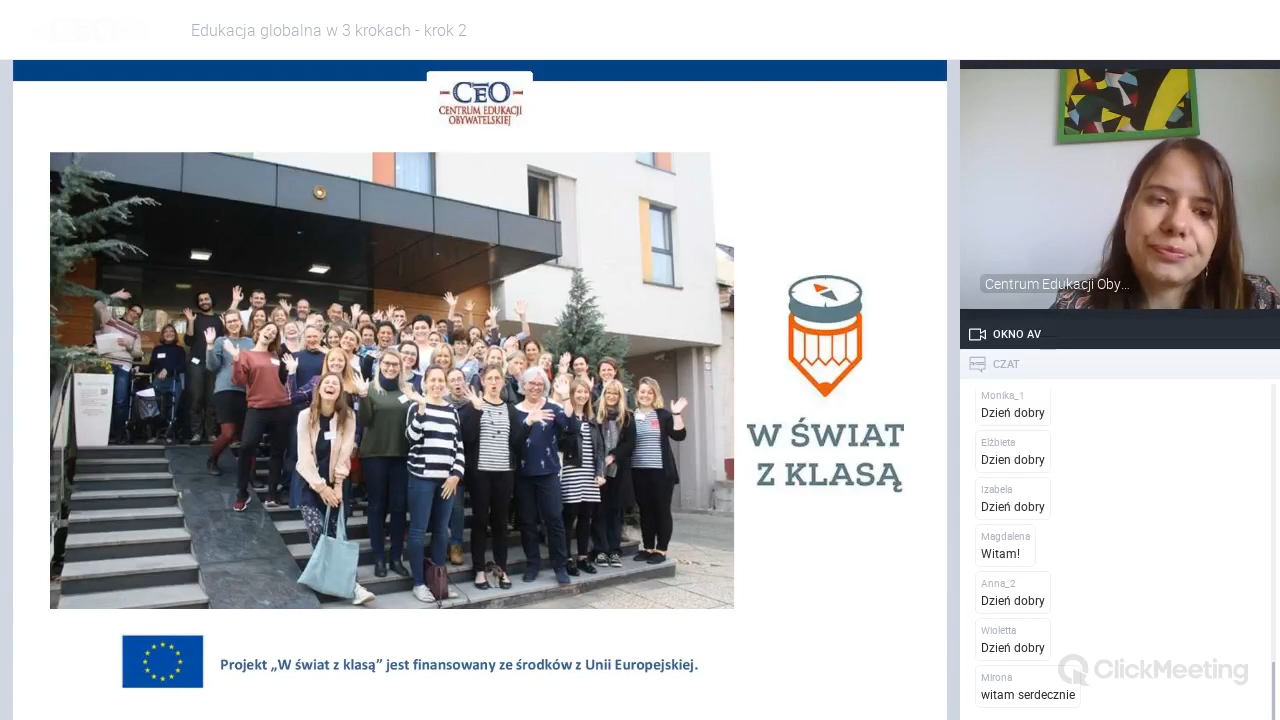 Edukacja globalna w 3 krokach - krok 2
CEO
CENTRUM EDUKACJI
OBYWATELSKIEJ
W ŚWIAT
Z KLASĄ
Projekt „W świat z klasą” jest finansowany ze środków z Unii Europejskiej.
Centrum Edukacji Oby...
OKNO AV
CZAT
Monika_1
Dzień dobry
Elżbieta
Dzien dobry
Izabela
Dzień dobry
Magdalena
Witam!
Anna_2
Dzień dobry
Wioletta
Dzień dobry
Mirona
witam serdecznie
ClickMeeting